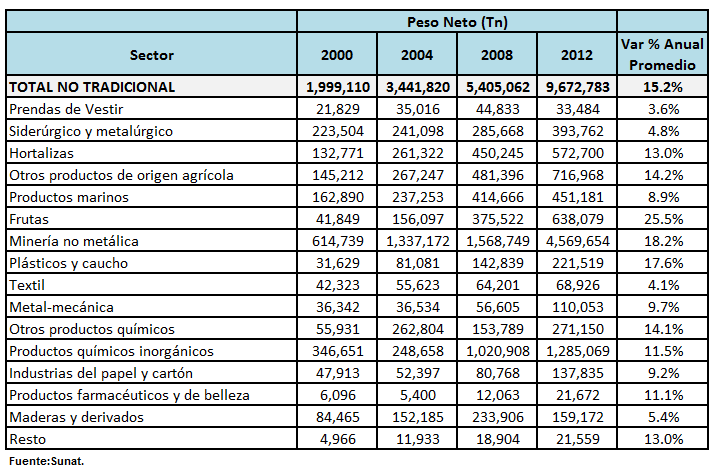 Peso Neto (Tn)
Sector 2000 2004 2008 2012 Var % Anual Promedio
TOTAL NO TRADICIONAL 1,999,110 3,441,820 5,405,062 9,672,783 15.2%
Prendas de Vestir 21,829 35,016 44,833 33,484 3.6%
Siderúrgico y metalúrgico 223,504 241,098 285,668 393,762 4.8%
Hortalizas 132,771 261,322 450,245 572,700 13.0%
Otros productos de origen agrícola 145,212 267,247 481,396 716,968 14.2%
Productos marinos 162,890 237,253 414,666 451,181 8.9%
Frutas 41,849 156,097 375,522 638,079 25.5%
Minería no metálica 614,739 1,337,172 1,568,749 4,569,654 18.2%
Plásticos y caucho 31,629 81,081 142,839 221,519 17.6%
Textil 42,323 55,623 64,201 68,926 4.1%
Metal-mecánica 36,342 36,534 56,605 110,053 9.7%
Otros productos químicos 55,931 262,804 153,789 271,150 14.1%
Productos químicos inorgánicos 346,651 248,658 1,020,908 1,285,069 11.5%
Industrias del papel y cartón 47,913 52,397 80,768 137,835 9.2%
Productos farmacéuticos y de belleza 6,096 5,400 12,063 21,672 11.1%
Maderas y derivados 84,465 152,185 233,906 159,172 5.4%
Resto 4,966 11,933 18,904 21,559 13.0%
Fuente:Sunat.